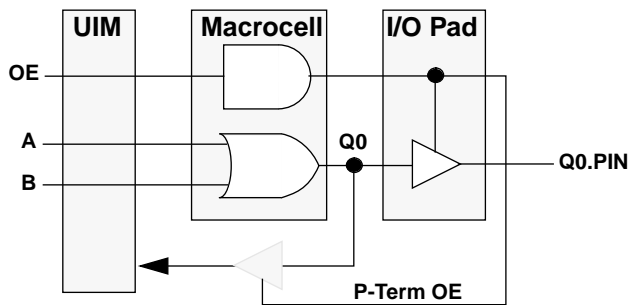 UIM
Macrocell
I/O Pad
OE
A
B
Q0
Q0.PIN
P-Term OE